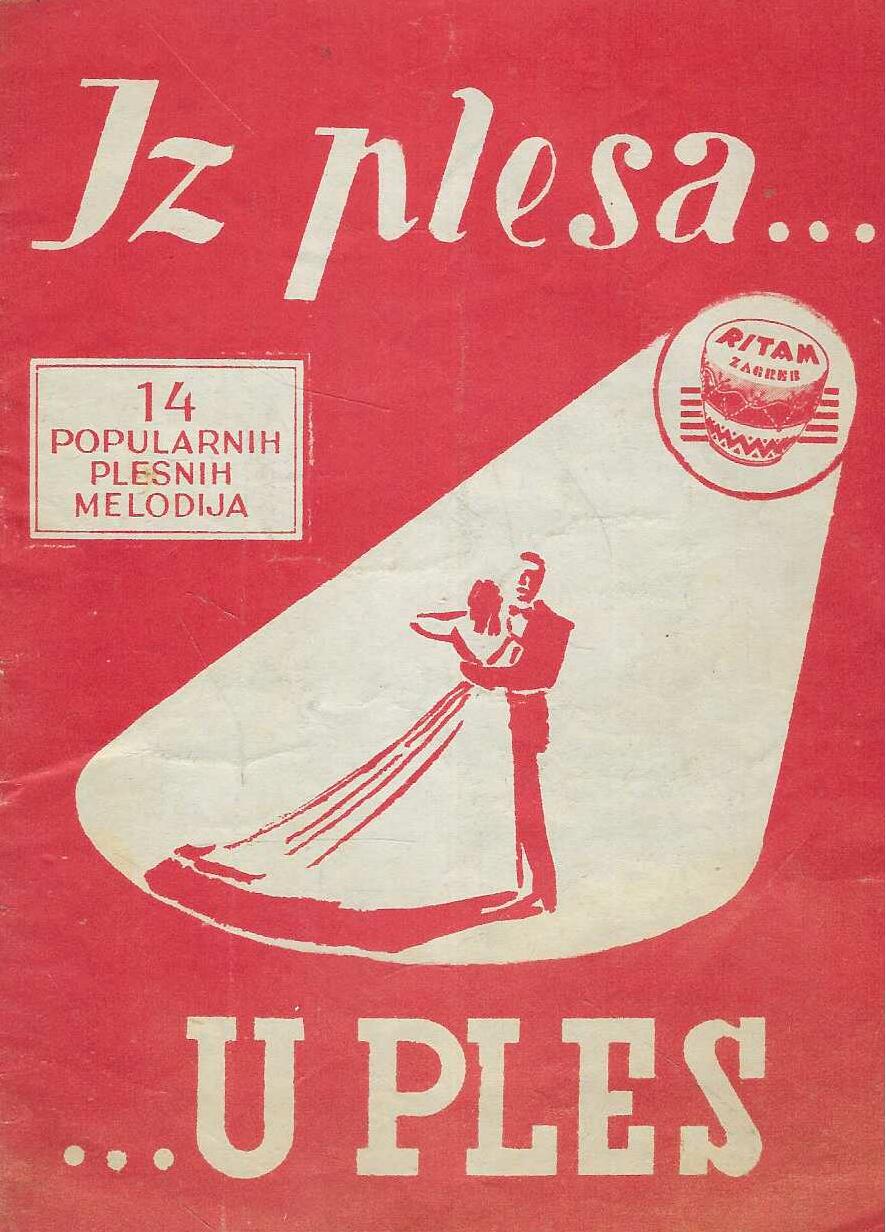 Iz plesa...
RITAM
ZAGREB
14
POPULARNIH
PLESNIH
MELODIJA
...U PLES